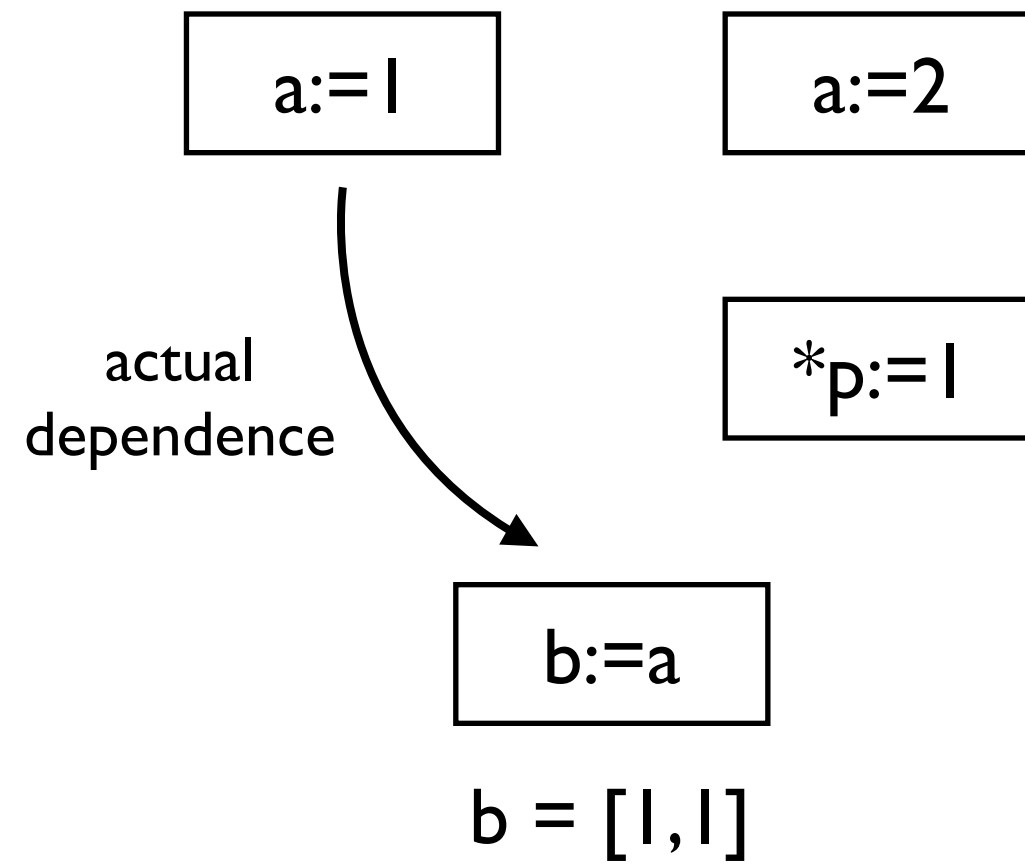 a:=1
a:=2
*p:=1
actual
dependence
b:=a
b = [1,1]